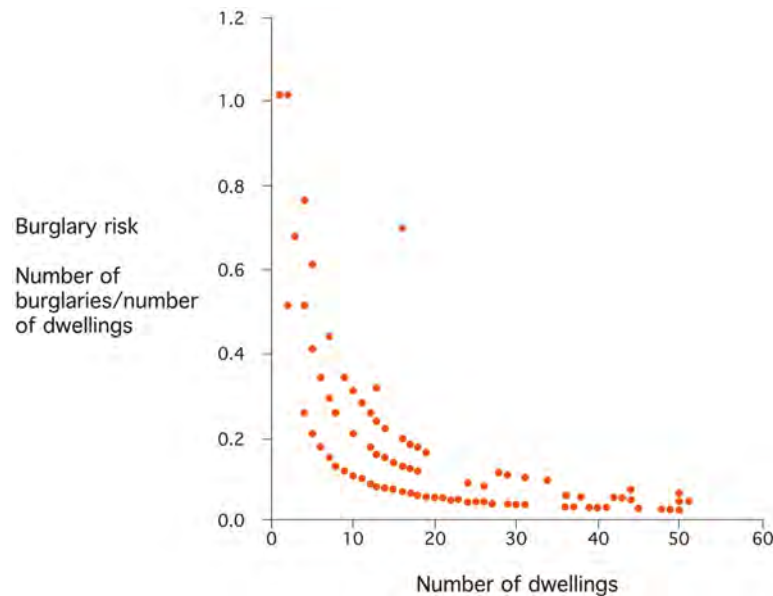 1.2
1.0
0.8
0.6
0.4
0.2
0.0
Burglary risk
Number of
burglaries/number
of dwellings
0
10
20
30
40
50
60
Number of dwellings